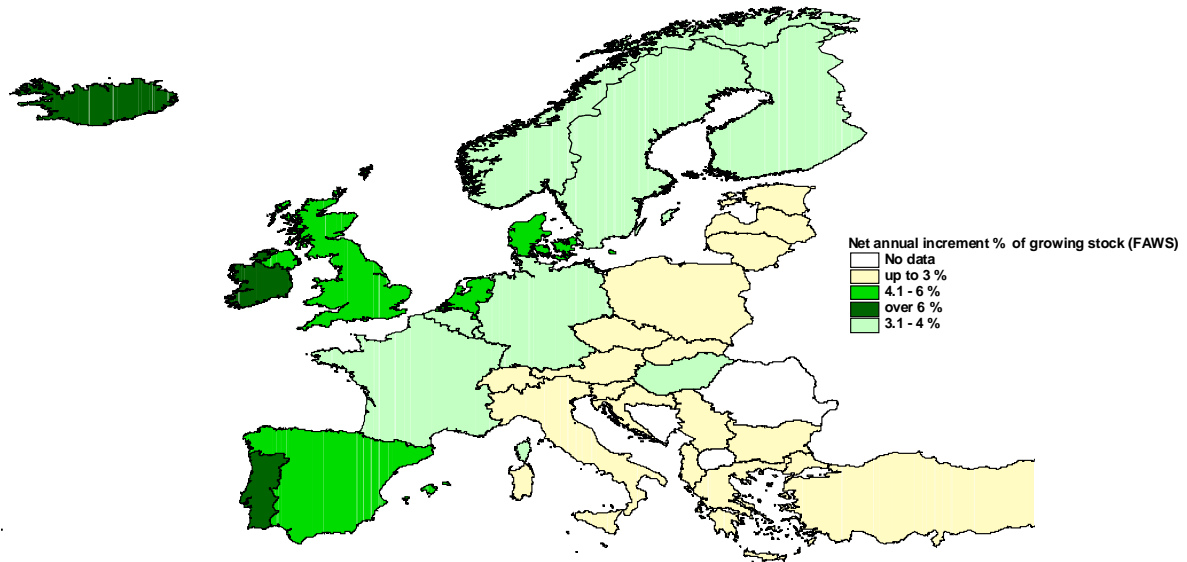 Net annual increment % of growing stock (FAWS)
No data
up to 3 %
4.1 - 6 %
over 6 %
3.1 - 4 %